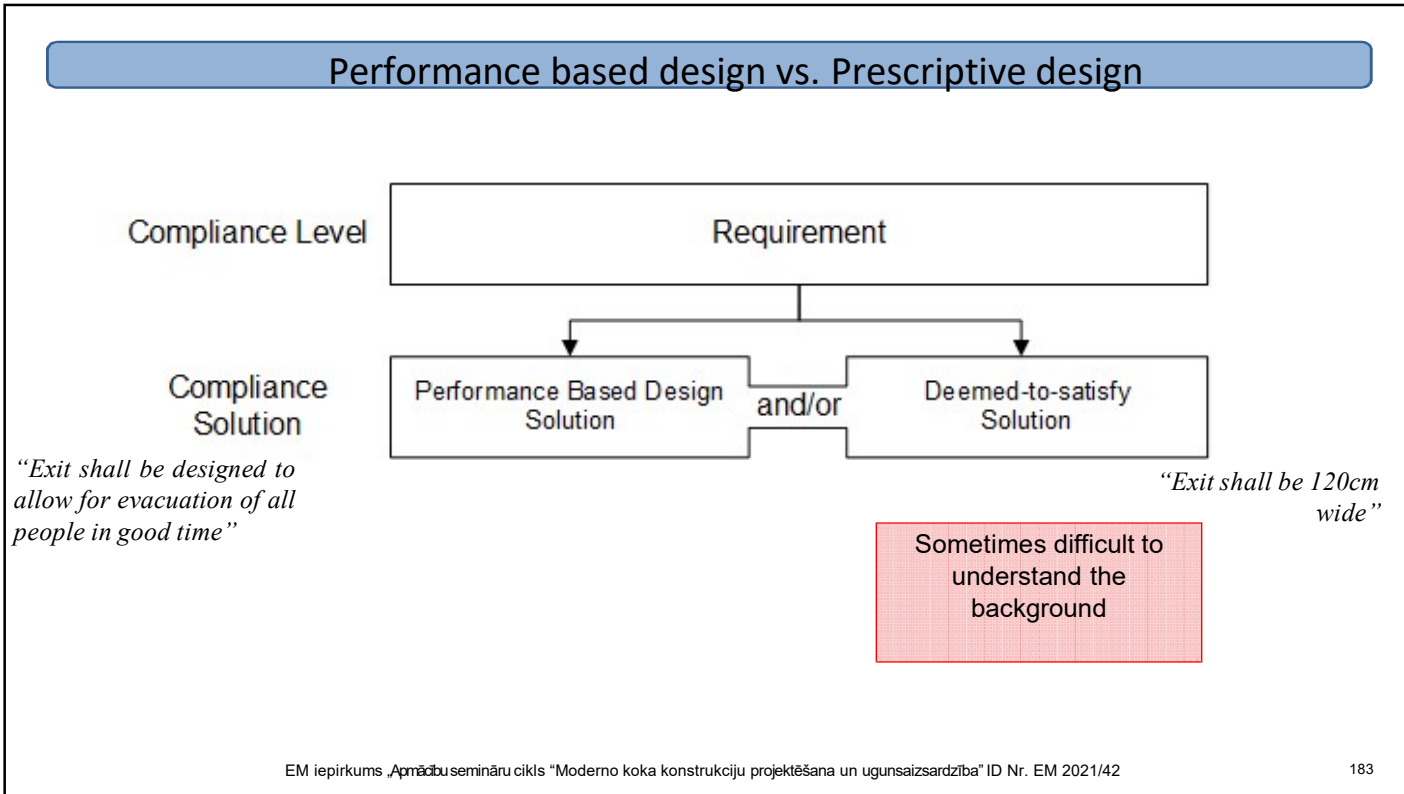 Performance based design vs. Prescriptive design
Compliance Level
Requirement
Compliance
Solution
Performance Based Design
Solution
and/or
Deemed-to-satisfy
Solution
“Exit shall be designed to
allow for evacuation of all
people in good time”
“Exit shall be 120cm
wide”
Sometimes difficult to
understand the
background
EM iepirkums „Apmācību semināru cikls “Moderno koka konstrukciju projektēšana un ugunsaizsardzība” ID Nr. EM 2021/42
183